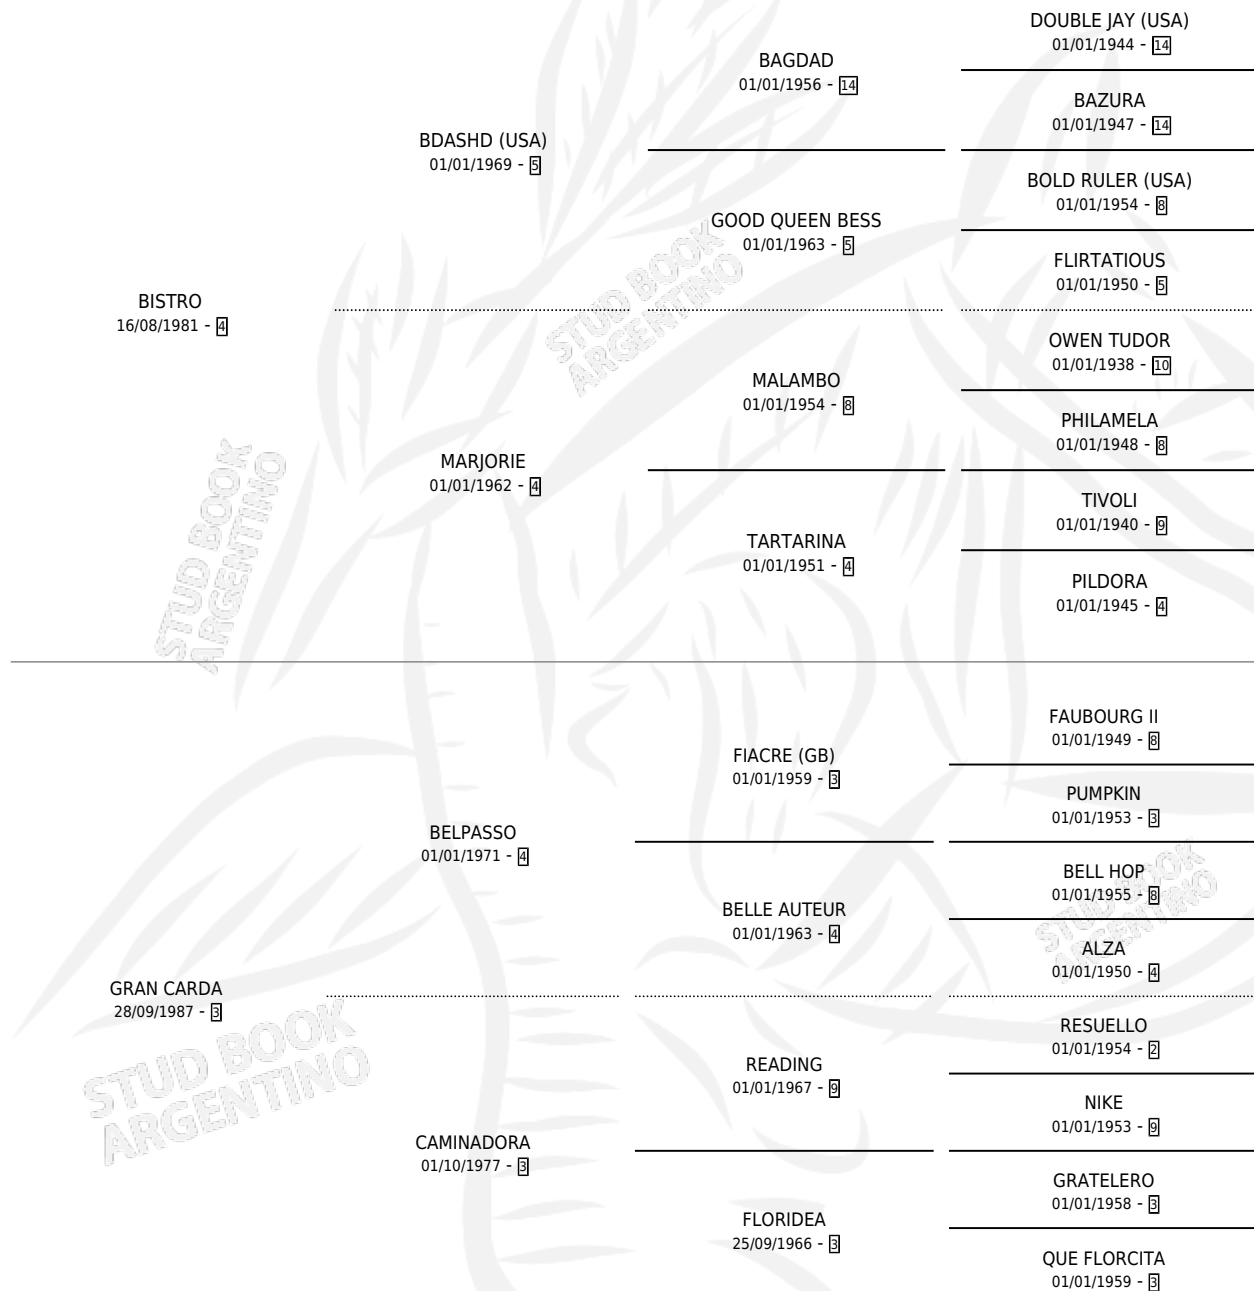 DOUBLE JAY (USA)
01/01/1944 - 14
BAGDAD
01/01/1956 - 14
BAZURA
01/01/1947 - 14
BDASHD (USA)
01/01/1969 - 5
BOLD RULER (USA)
01/01/1954 - 8
GOOD QUEEN BESS
01/01/1963 - 5
FLIRTATIOUS
01/01/1950 - 5
BISTRO
16/08/1981 - 4
OWEN TUDOR
01/01/1938 - 10
MALAMBO
01/01/1954 - 8
PHILAMELA
01/01/1948 - 8
MARJORIE
01/01/1962 - 4
TIVOLI
01/01/1940 - 9
TARTARINA
01/01/1951 - 4
PILDORA
01/01/1945 - 4
FAUBOURG II
01/01/1949 - 8
FIACRE (GB)
01/01/1959 - 3
PUMPKIN
01/01/1953 - 3
BELPASSO
01/01/1971 - 4
BELL HOP
01/01/1955 - 8
BELLE AUTEUR
01/01/1963 - 4
ALZA
01/01/1950 - 4
GRAN CARDA
28/09/1987 - 3
RESUELLO
01/01/1954 - 2
READING
01/01/1967 - 9
NIKE
01/01/1953 - 9
CAMINADORA
01/10/1977 - 3
GRATELERO
01/01/1958 - 3
FLORIDEA
25/09/1966 - 3
QUE FLORCITA
01/01/1959 - 3
STUD BOOK
ARGENTINO
STUD BOOK
ARGENTINO
STUD BOOK
ARGENTINO
STUD BOOK
ARGENTINO